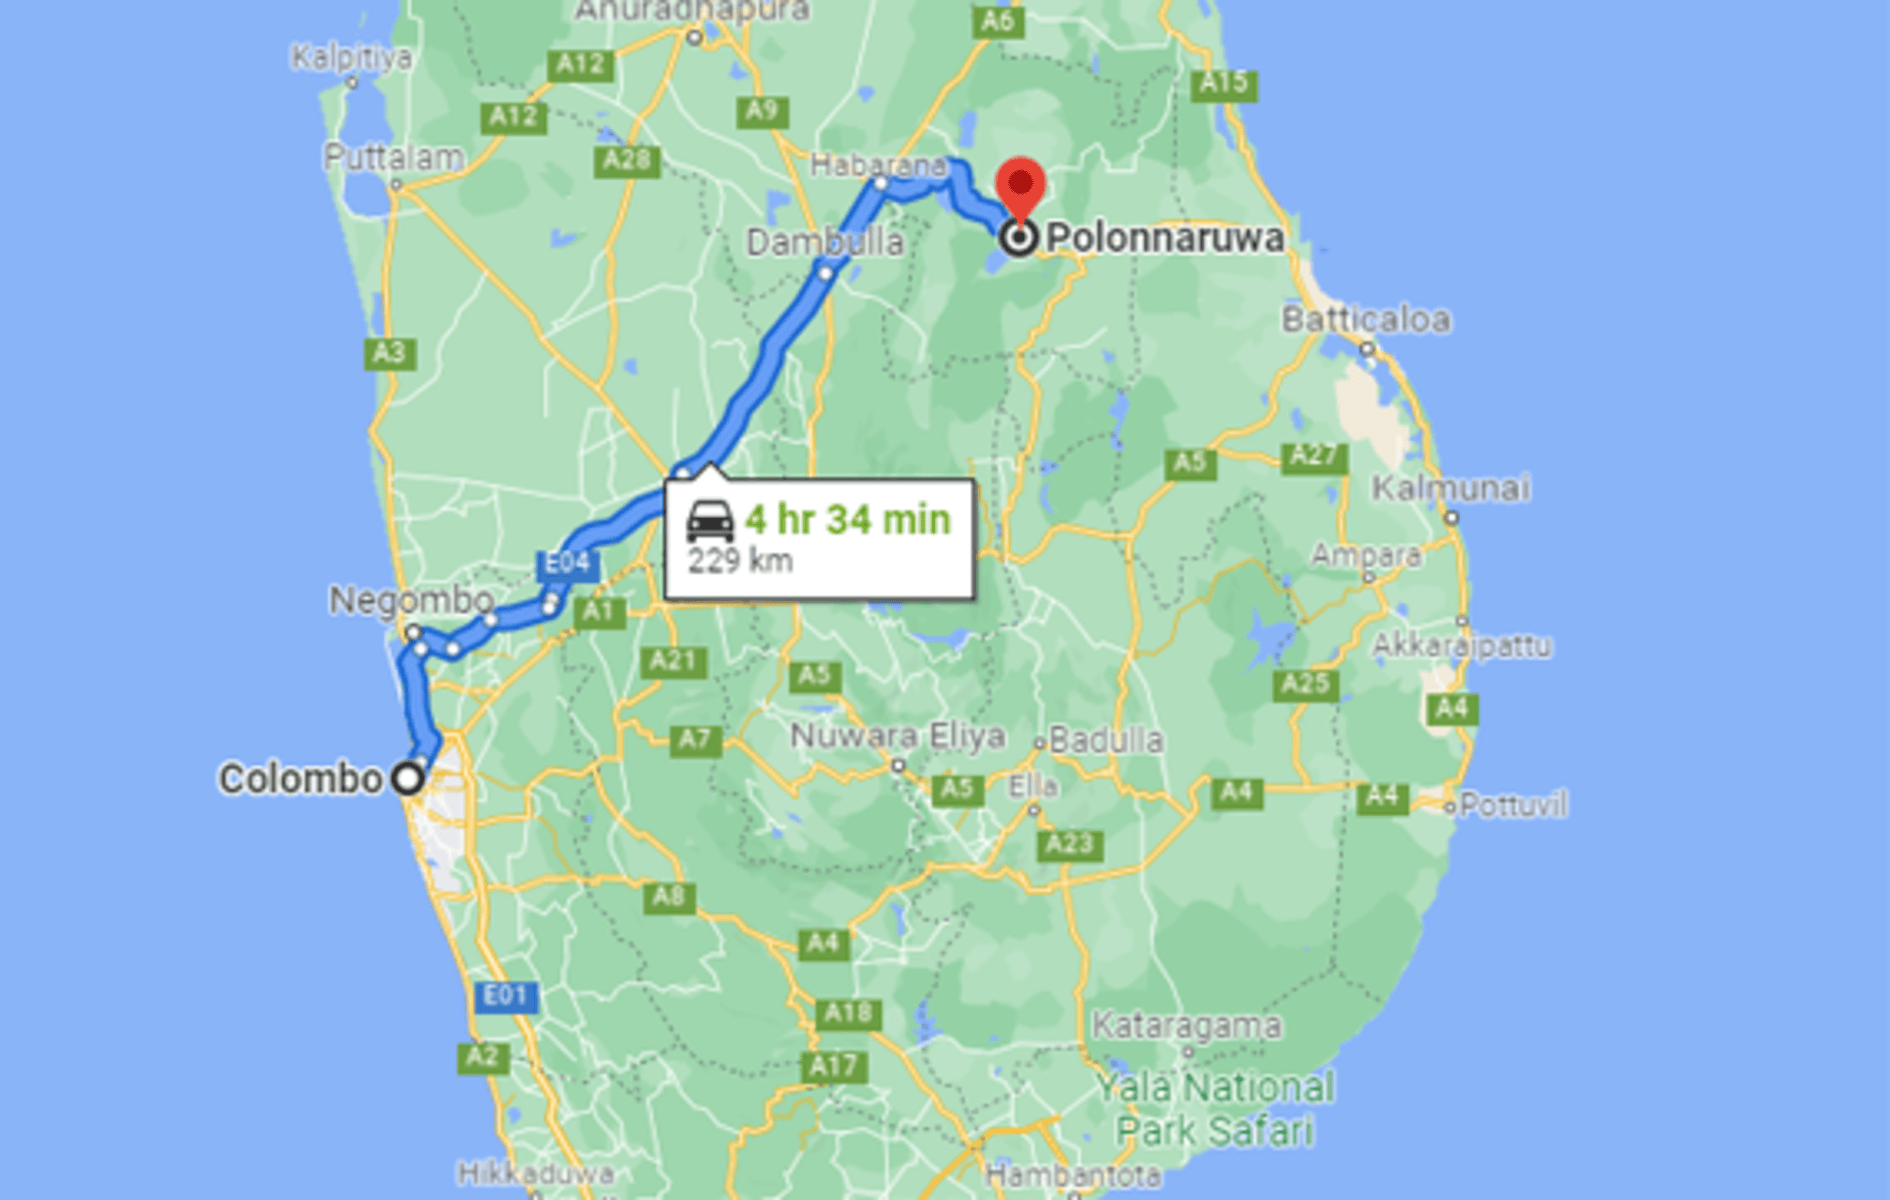 Anuradhapura
A6
Kalpitiya
A12
A15
A12
A9
Puttalam
A28
Habarana
Dambulla
Polonnaruwa
Batticaloa
A3
A5
A27
Kalmunai
4 hr 34 min
229 km
E04
Ampara
Negombo
A1
Akkaraipattu
A21
A5
A25
A4
Nuwara Eliya
A7
Badulla
Colombo
A5
Ella
A4
A4
Pottuvil
A23
A8
A4
E01
A18
Kataragama
A2
A17
Yala National
Park Safari
Hikkaduwa
Hambantota